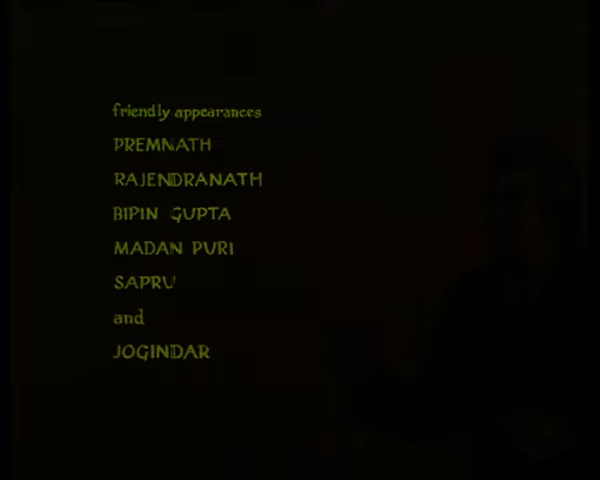 friendly appearances
PREMNATH
RAJENDRANATH
BIPIN GUPTA
MADAN PURI
SAPRU
and
JOGINDAR